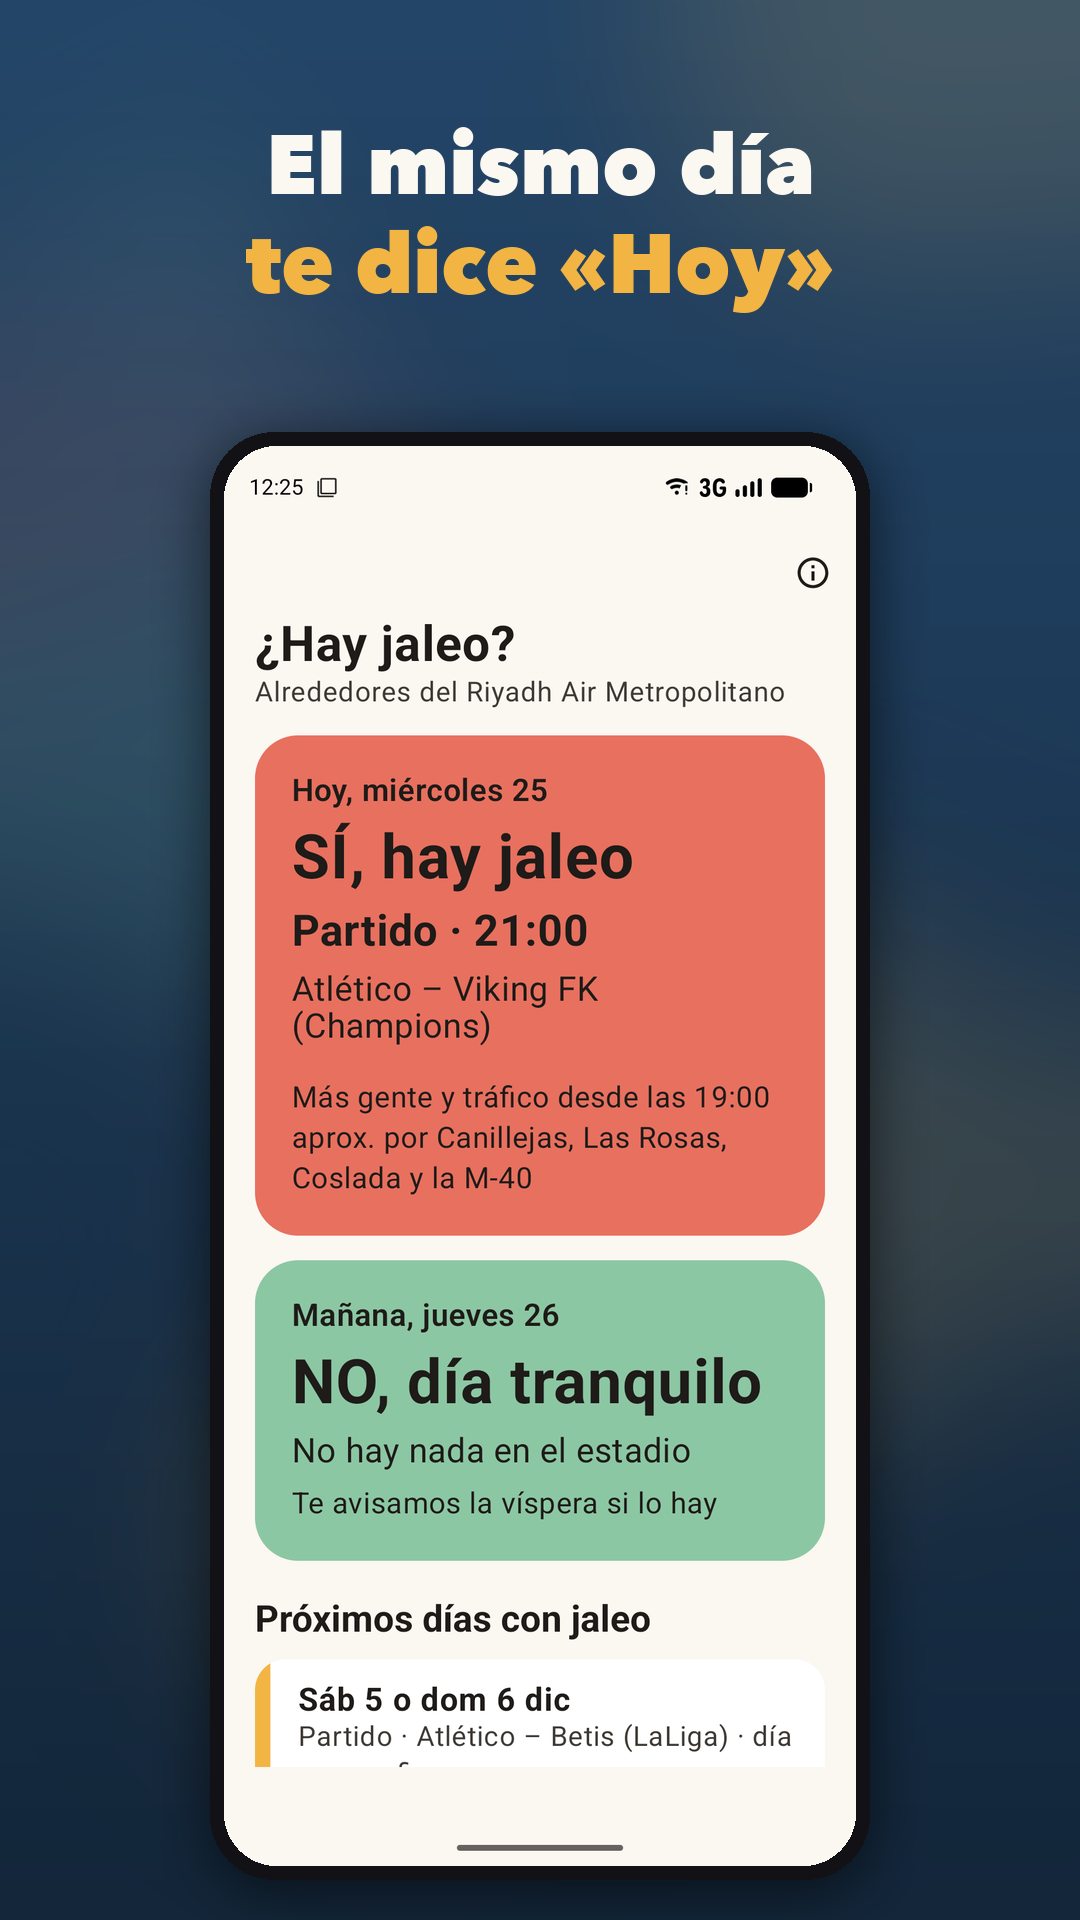 El mismo día
te dice «Hoy»
12:25
3G
¿Hay jaleo?
Alrededores del Riyadh Air Metropolitano
Hoy, miércoles 25
SÍ, hay jaleo
Partido · 21:00
Atlético – Viking FK
(Champions)
Más gente y tráfico desde las 19:00
aprox. por Canillejas, Las Rosas,
Coslada y la M-40
Mañana, jueves 26
NO, día tranquilo
No hay nada en el estadio
Te avisamos la víspera si lo hay
Próximos días con jaleo
Sáb 5 o dom 6 dic
Partido · Atlético – Betis (LaLiga) · día